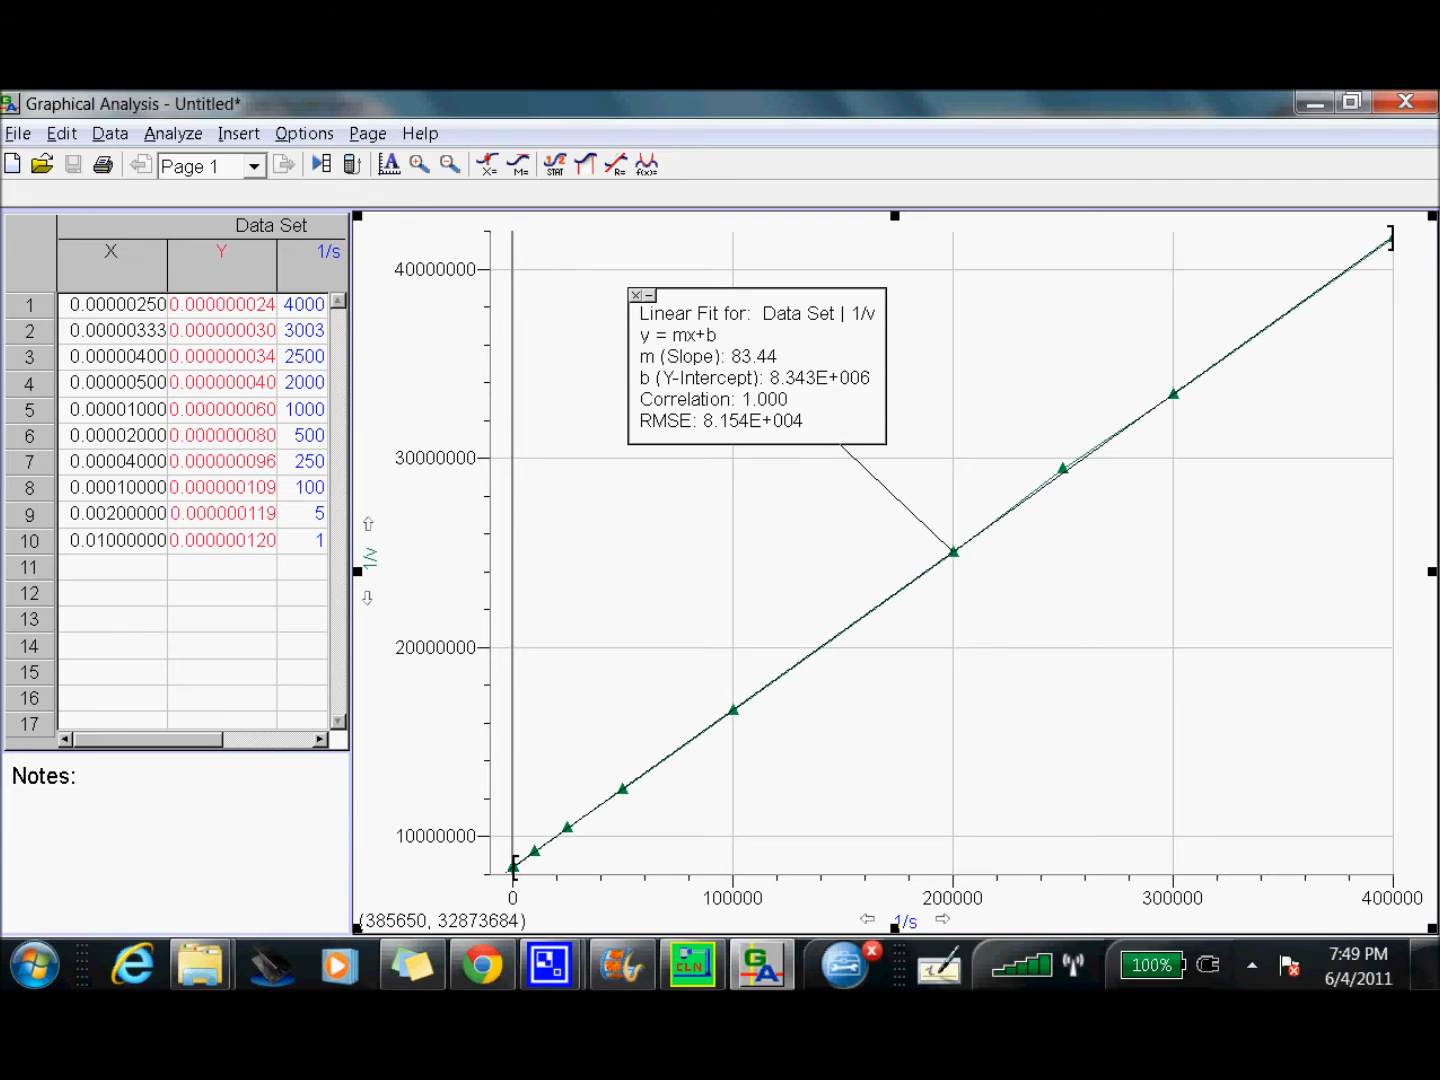 Graphical Analysis - Untitled*
File Edit Data Analyze Insert Options Page Help
Page 1
X= M= STAT R= f(x)=
Data Set
X Y 1/s
1 0.00000250 0.000000024 4000
2 0.00000333 0.000000030 3003
3 0.00000400 0.000000034 2500
4 0.00000500 0.000000040 2000
5 0.00001000 0.000000060 1000
6 0.00002000 0.000000080 500
7 0.00004000 0.000000096 250
8 0.00010000 0.000000109 100
9 0.00200000 0.000000119 5
10 0.01000000 0.000000120 1
11
12
13
14
15
16
17
Notes:
40000000
30000000
20000000
10000000
1/v
Linear Fit for: Data Set | 1/v
y = mx+b
m (Slope): 83.44
b (Y-Intercept): 8.343E+006
Correlation: 1.000
RMSE: 8.154E+004
0 100000 200000 300000 400000
(385650, 32873684)
1/s
CLN
GA
100%
7:49 PM
6/4/2011